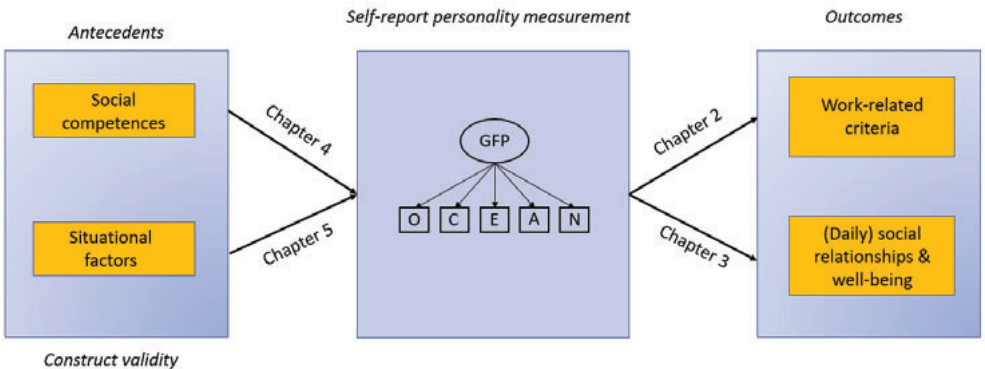 Antecedents
Self-report personality measurement
Outcomes
Social
competences
Situational
factors
Construct validity
Chapter 4
Chapter 5
GFP
O C E A N
Chapter 2
Chapter 3
Work-related
criteria
(Daily) social
relationships &
well-being